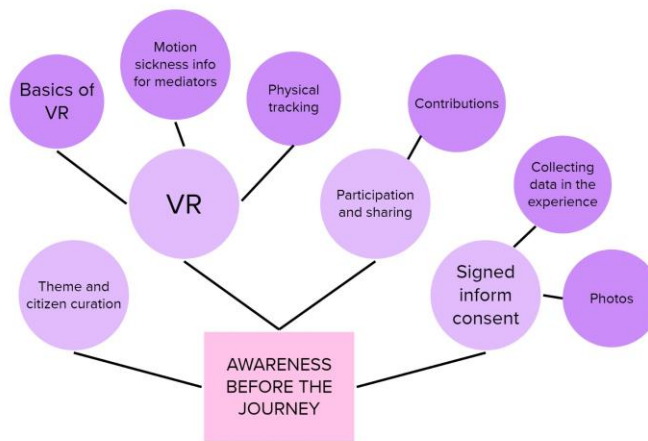 Basics of
VR
Motion
sickness info
for mediators
Physical
tracking
Contributions
VR
Participation
and sharing
Collecting
data in the
experience
Theme and
citizen curation
Signed
inform
consent
Photos
AWARENESS
BEFORE THE
JOURNEY